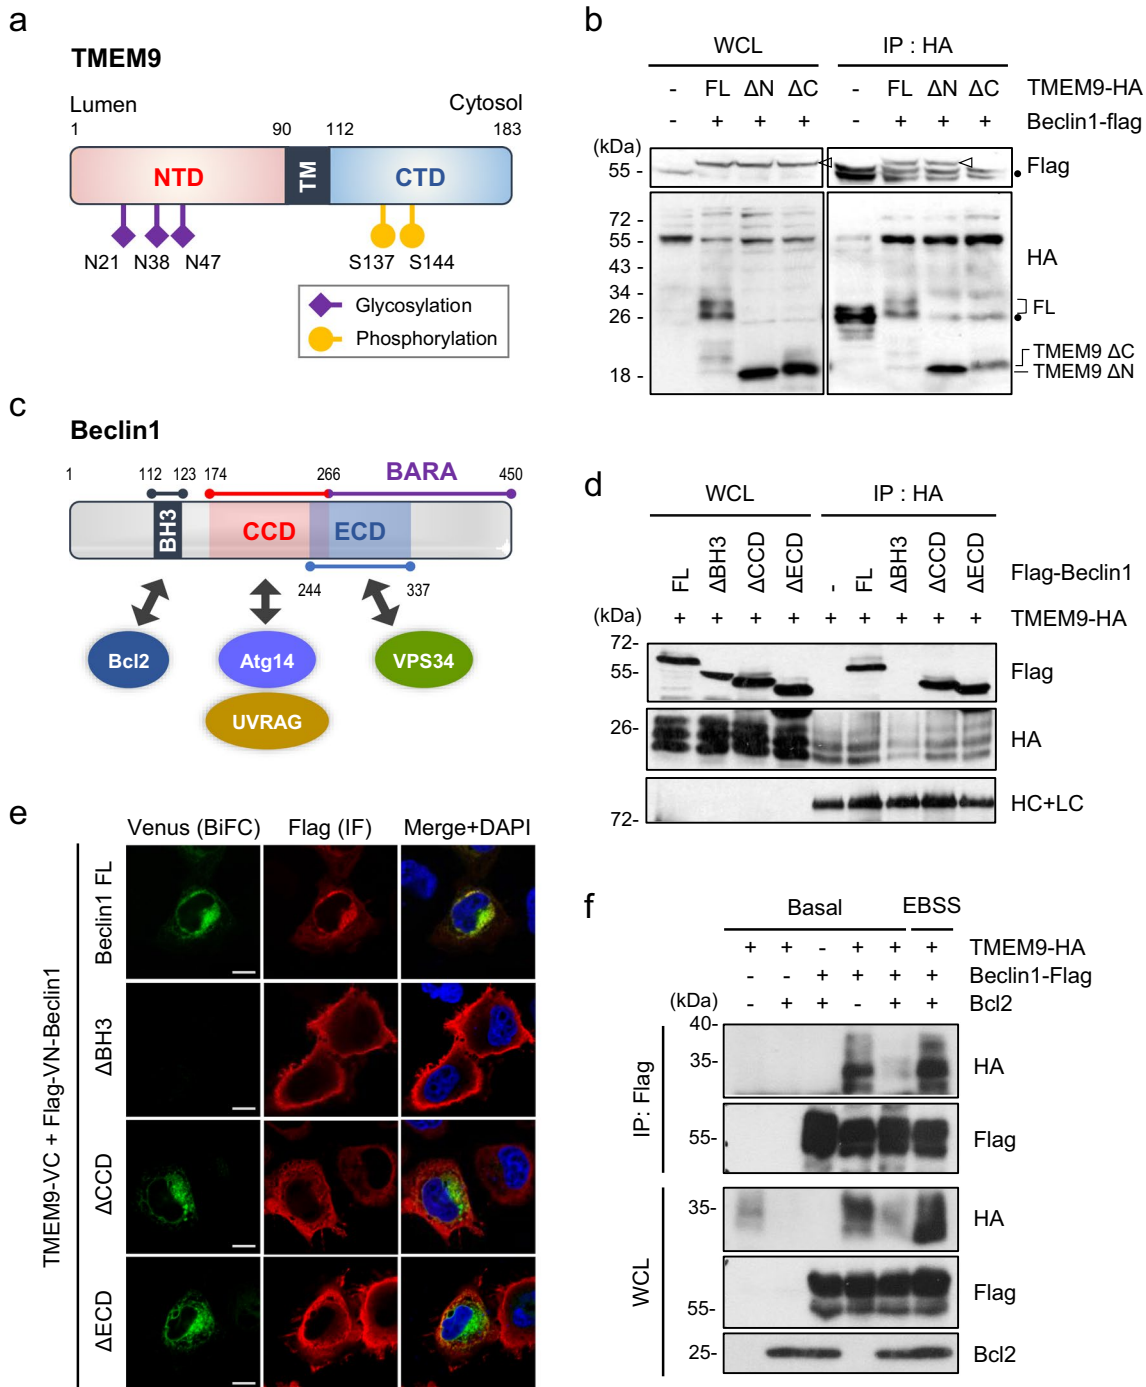 a
TMEM9
Lumen Cytosol
1 90 112 183
NTD TM CTD
N21 N38 N47 S137 S144
Glycosylation
Phosphorylation
b
WCL IP : HA
- FL ΔN ΔC - FL ΔN ΔC TMEM9-HA
- + + + - + + + Beclin1-flag
(kDa)
55 - Flag
72 -
55 -
43 -
34 -
26 -
18 -
HA
FL
TMEM9 ΔC
TMEM9 ΔN
c
Beclin1
1 112 123 174 266 BARA 450
BH3 CCD ECD
244 337
Bcl2 Atg14 VPS34
UVRAG
d
WCL IP : HA
FL ΔBH3 ΔCCD ΔECD - FL ΔBH3 ΔCCD ΔECD Flag-Beclin1
(kDa) + + + + + + + + + TMEM9-HA
72-
55- Flag
26- HA
72- HC+LC
e
Venus (BiFC) Flag (IF) Merge+DAPI
TMEM9-VC + Flag-VN-Beclin1
Beclin1 FL
ΔBH3
ΔCCD
ΔECD
f
Basal EBSS
+ + - + + + TMEM9-HA
- - + + + + Beclin1-Flag
(kDa) - + + - + + Bcl2
IP: Flag
40-
35- HA
55- Flag
WCL
35- HA
55- Flag
25- Bcl2